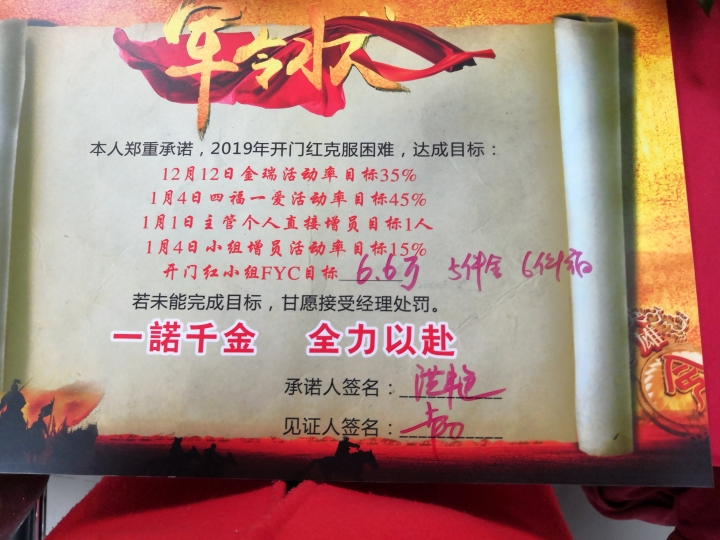 军令状
本人郑重承诺，2019年开门红克服困难，达成目标：
12月12日金瑞活动率目标35%
1月4日四福一爱活动率目标45%
1月1日主管个人直接增员目标1人
1月4日小组增员活动率目标15%
开门红小组FYC目标 6.6万 5件金 6件福
若未能完成目标，甘愿接受经理处罚。
一諾千金 全力以赴
承诺人签名：
见证人签名：